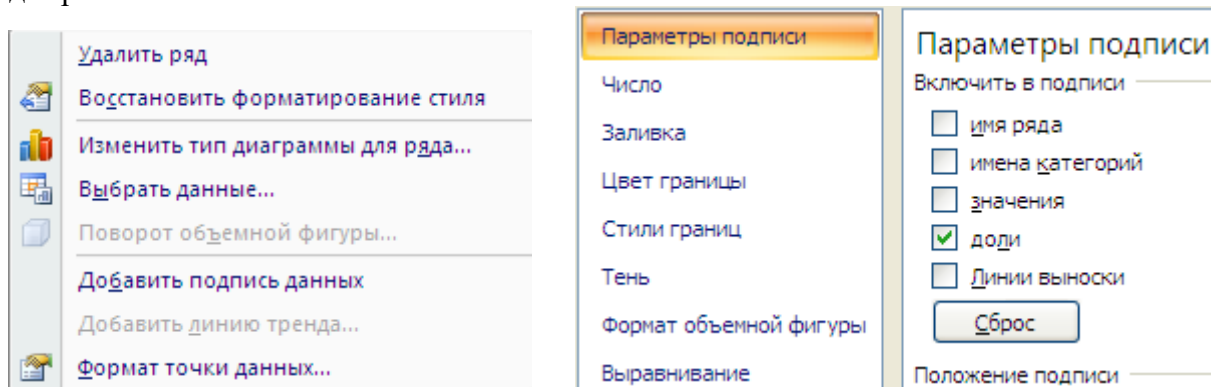 Удалить ряд
Восстановить форматирование стиля
Изменить тип диаграммы для ряда...
Выбрать данные...
Поворот объемной фигуры...
Добавить подпись данных
Добавить линию тренда...
Формат точки данных...
Параметры подписи
Число
Заливка
Цвет границы
Стили границ
Тень
Формат объемной фигуры
Выравнивание
Параметры подписи
Включить в подписи
имя ряда
имена категорий
значения
доли
Линии выноски
Сброс
Положение подписи